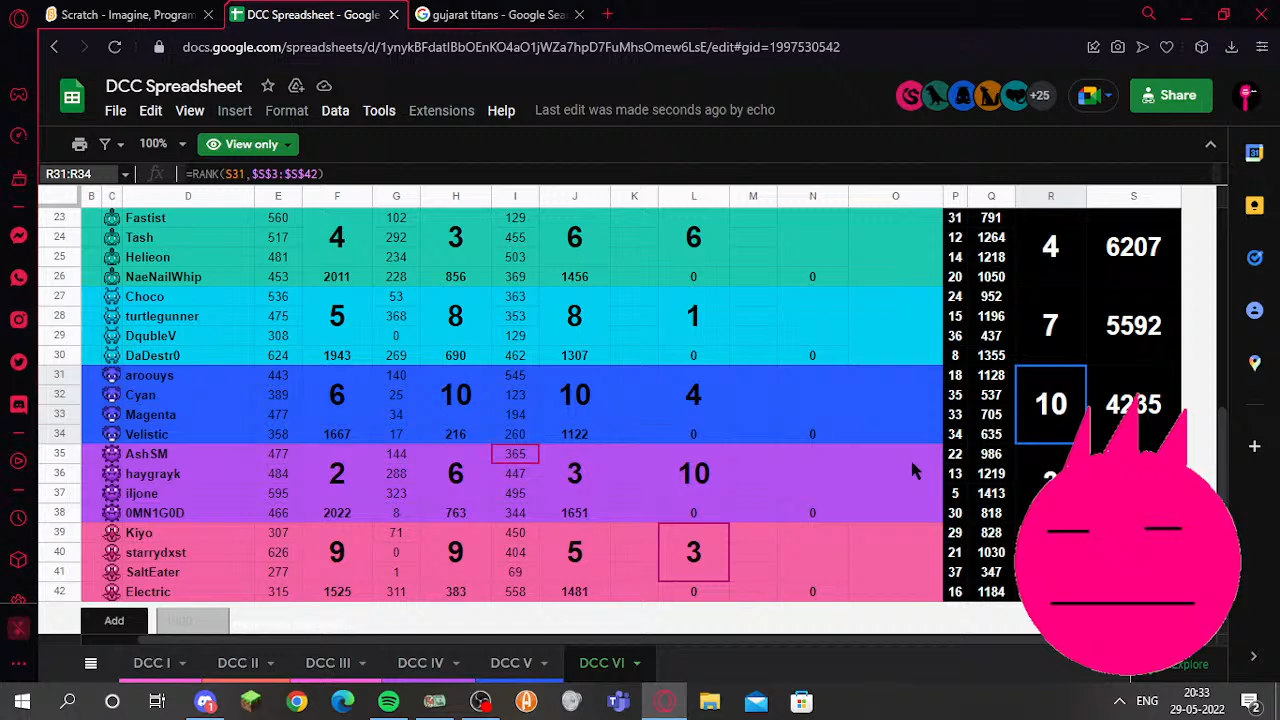 Scratch - Imagine, Program
DCC Spreadsheet - Google
gujarat titans - Google Sea
docs.google.com/spreadsheets/d/1ynykBFdatIBbOEnKO4aO1jWZa7hpD7FuMhsOmew6LsE/edit#gid=1997530542
DCC Spreadsheet
+25
Share
File Edit View Insert Format Data Tools Extensions Help Last edit was made seconds ago by echo
100% View only
R31:R34 fx =RANK(S31,$S$3:$S$42)
B C D E F G H I J K L M N O P Q R S
23 Fastist 560 102 129 31 791
24 Tash 517 4 292 3 455 6 6 12 1264 4 6207
25 Helieon 481 234 503 14 1218
26 NaeNailWhip 453 2011 228 856 369 1456 0 0 20 1050
27 Choco 536 53 363 24 952
28 turtlegunner 475 5 368 8 353 8 1 15 1196 7 5592
29 DqubleV 308 0 129 36 437
30 DaDestr0 624 1943 269 690 462 1307 0 0 8 1355
31 aroouys 443 140 545 18 1128
32 Cyan 389 6 25 10 123 10 4 35 537 10
33 Magenta 477 34 194 33 705
34 Velistic 358 1667 17 216 260 1122 0 0 34 635
35 AshSM 477 144 365 22 986
36 haygrayk 484 2 288 6 447 3 10 13 1219
37 iljone 595 323 495 5 1413
38 0MN1G0D 466 2022 8 763 344 1651 0 0 30 818
39 Kiyo 307 71 450 29 828
40 starrydxst 626 9 0 9 404 5 3 21 1030
41 SaltEater 277 1 69 37 347
42 Electric 315 1525 311 383 558 1481 0 0 16 1184
Add
DCC I DCC II DCC III DCC IV DCC V DCC VI
Explore
ENG
20:33
29-05-2022